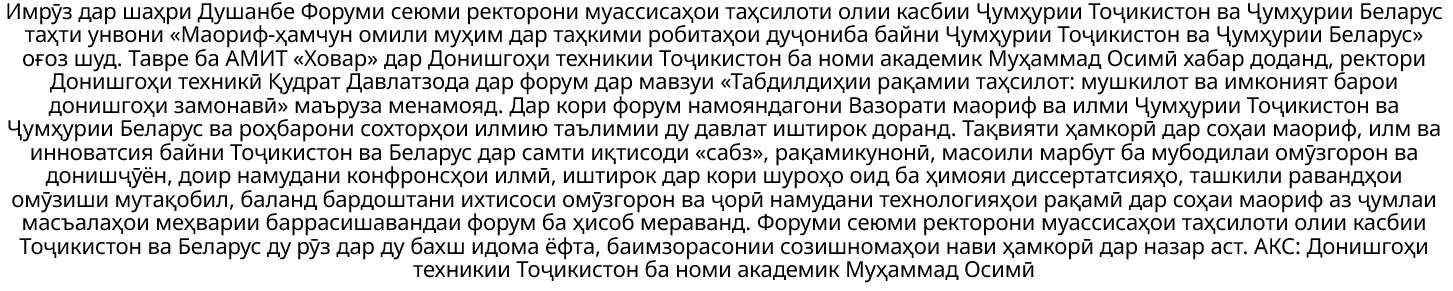 Имрӯз дар шаҳри Душанбе Форуми сеюми ректорони муассисаҳои таҳсилоти олии касбии Ҷумҳурии Тоҷикистон ва Ҷумҳурии Беларус
таҳти унвони «Маориф-ҳамчун омили муҳим дар таҳкими робитаҳои дуҷониба байни Ҷумҳурии Тоҷикистон ва Ҷумҳурии Беларус»
оғоз шуд. Тавре ба АМИТ «Ховар» дар Донишгоҳи техникии Тоҷикистон ба номи академик Муҳаммад Осимӣ хабар доданд, ректори
Донишгоҳи техникӣ Қудрат Давлатзода дар форум дар мавзуи «Табдилдиҳии рақамии таҳсилот: мушкилот ва имконият барои
донишгоҳи замонавӣ» маъруза менамояд. Дар кори форум намояндагони Вазорати маориф ва илми Ҷумҳурии Тоҷикистон ва
Ҷумҳурии Беларус ва роҳбарони сохторҳои илмию таълимии ду давлат иштирок доранд. Тақвияти ҳамкорӣ дар соҳаи маориф, илм ва
инноватсия байни Тоҷикистон ва Беларус дар самти иқтисоди «сабз», рақамикунонӣ, масоили марбут ба мубодилаи омӯзгорон ва
донишҷӯён, доир намудани конфронсҳои илмӣ, иштирок дар кори шуроҳо оид ба ҳимояи диссертатсияҳо, ташкили равандҳои
омӯзиши мутақобил, баланд бардоштани ихтисоси омӯзгорон ва ҷорӣ намудани технологияҳои рақамӣ дар соҳаи маориф аз ҷумлаи
масъалаҳои меҳварии баррасишавандаи форум ба ҳисоб мераванд. Форуми сеюми ректорони муассисаҳои таҳсилоти олии касбии
Тоҷикистон ва Беларус ду рӯз дар ду бахш идома ёфта, баимзорасонии созишномаҳои нави ҳамкорӣ дар назар аст. АКС: Донишгоҳи
техникии Тоҷикистон ба номи академик Муҳаммад Осимӣ